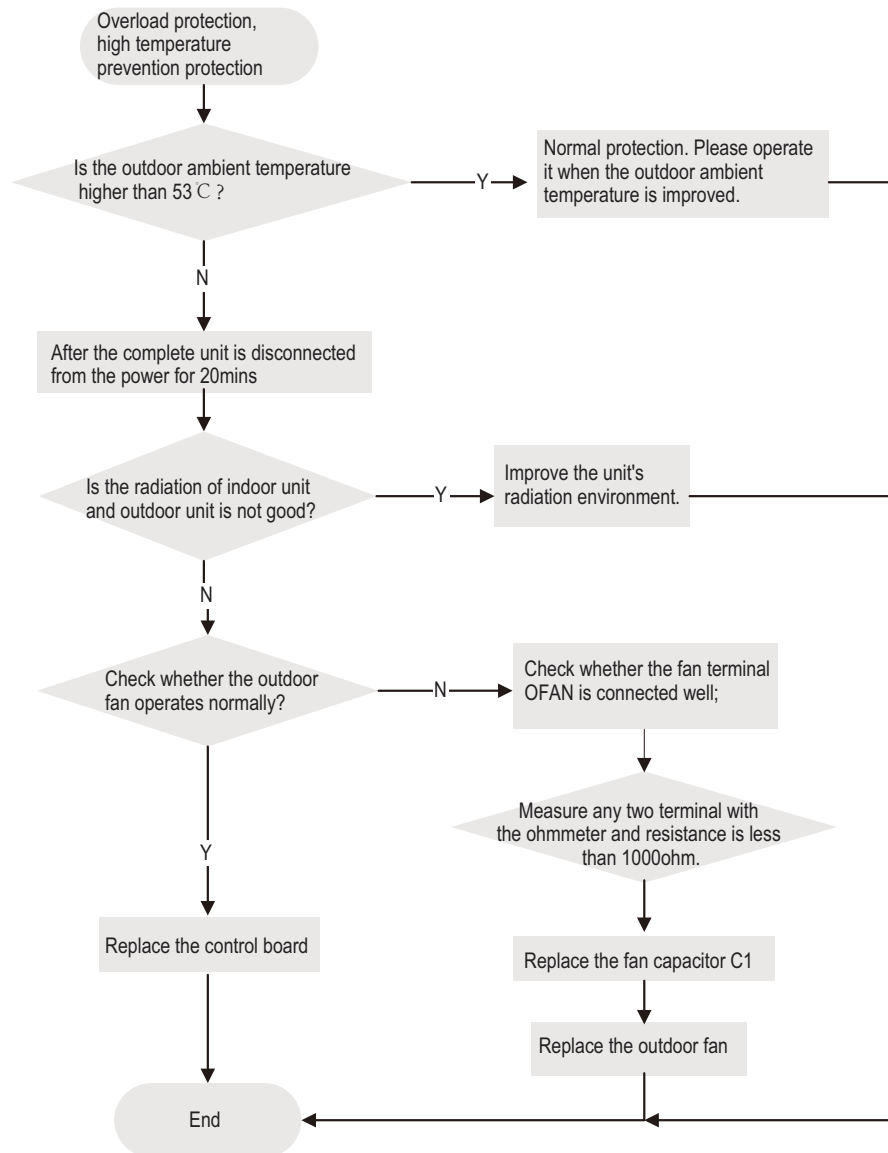 Overload protection,
high temperature
prevention protection
Is the outdoor ambient temperature
higher than 53℃ ?
Y
Normal protection. Please operate
it when the outdoor ambient
temperature is improved.
N
After the complete unit is disconnected
from the power for 20mins
Is the radiation of indoor unit
and outdoor unit is not good?
Y
Improve the unit's
radiation environment.
N
Check whether the outdoor
fan operates normally?
N
Check whether the fan terminal
OFAN is connected well;
Measure any two terminal with
the ohmmeter and resistance is less
than 1000ohm.
Y
Replace the control board
Replace the fan capacitor C1
Replace the outdoor fan
End